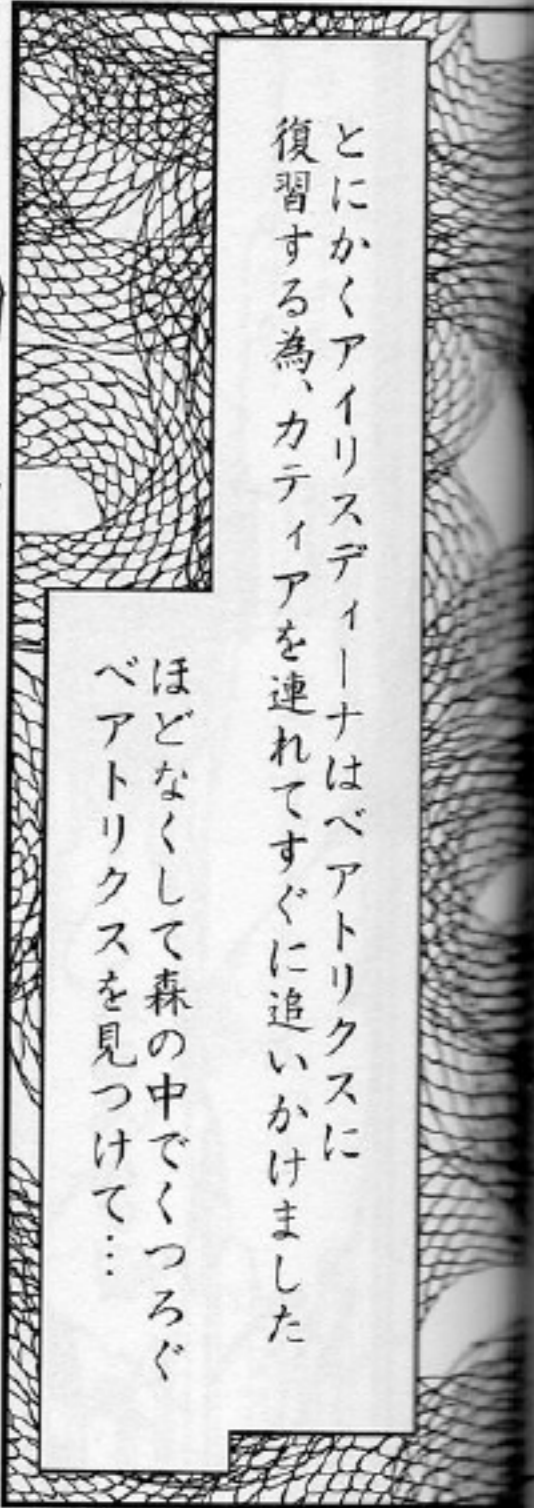 とにかくアイリスディーナはベアトリクスに
復習する為、カティアを連れてすぐに追いかけました
ほどなくして森の中でくつろぐ
ベアトリクスを見つけて…